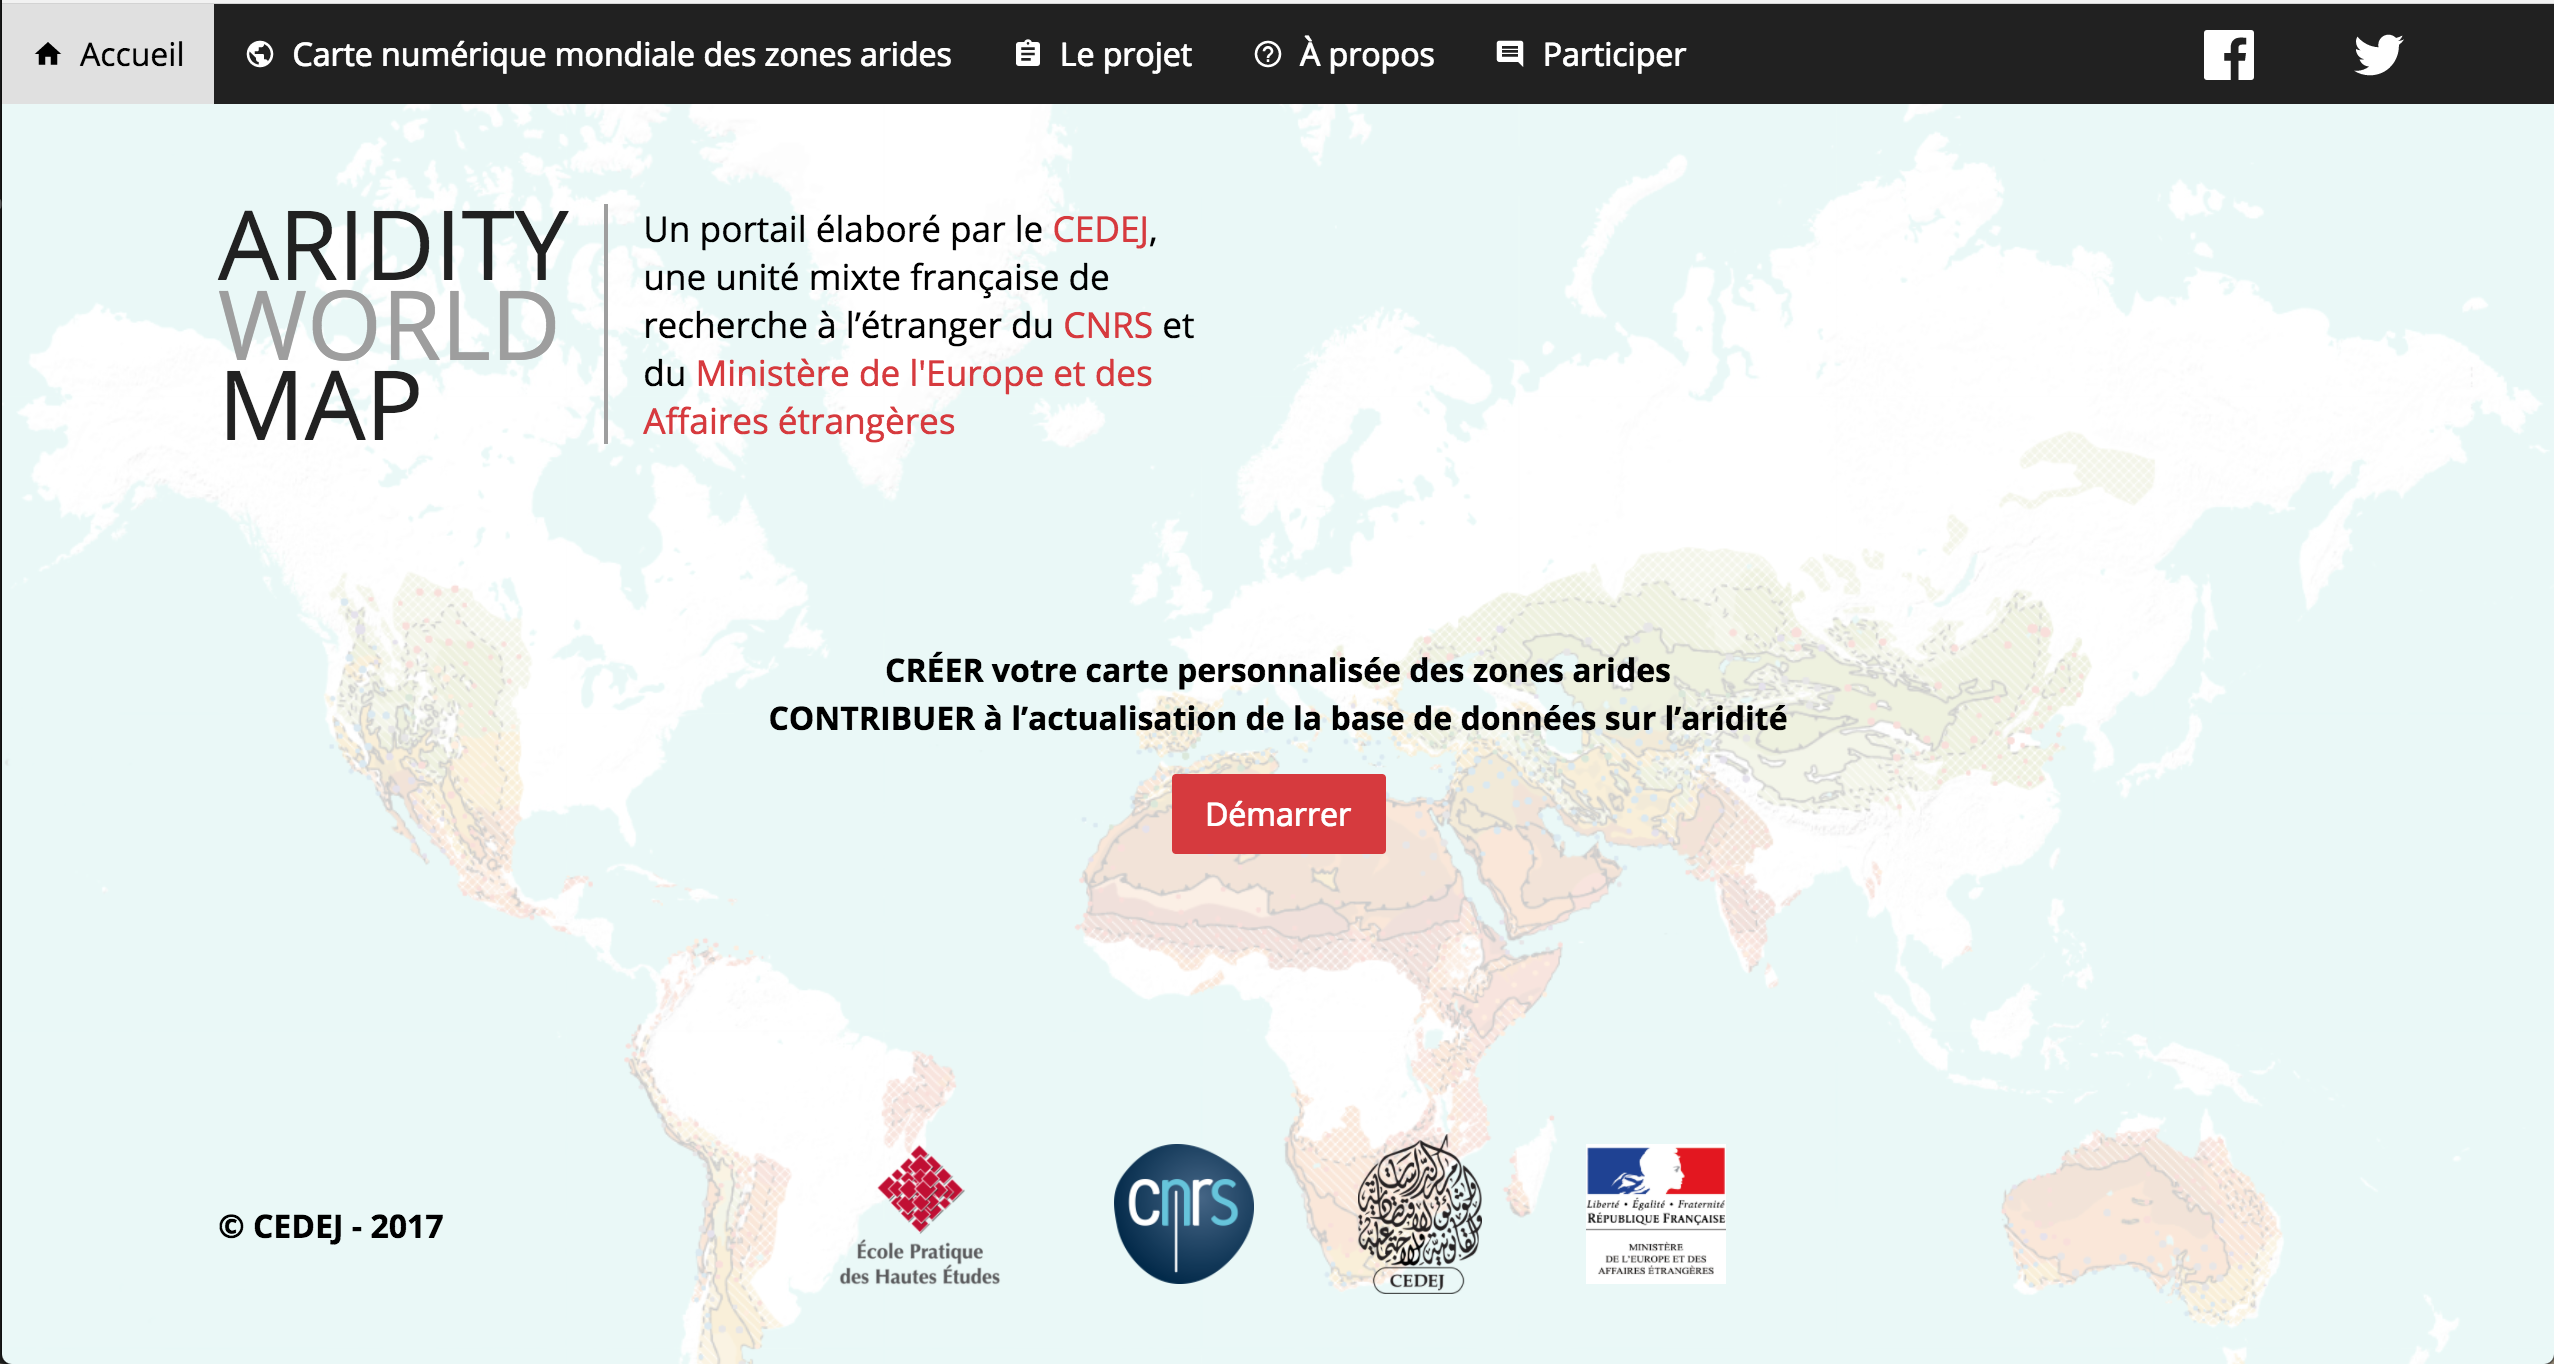 Accueil
Carte numérique mondiale des zones arides
Le projet
À propos
Participer
ARIDITY
WORLD
MAP
Un portail élaboré par le CEDEJ,
une unité mixte française de
recherche à l’étranger du CNRS et
du Ministère de l'Europe et des
Affaires étrangères
CRÉER votre carte personnalisée des zones arides
CONTRIBUER à l’actualisation de la base de données sur l’aridité
Démarrer
© CEDEJ - 2017
École Pratique
des Hautes Études
cnrs
CEDEJ
Liberté • Égalité • Fraternité
RÉPUBLIQUE FRANÇAISE
MINISTÈRE
DE L'EUROPE ET DES
AFFAIRES ÉTRANGÈRES